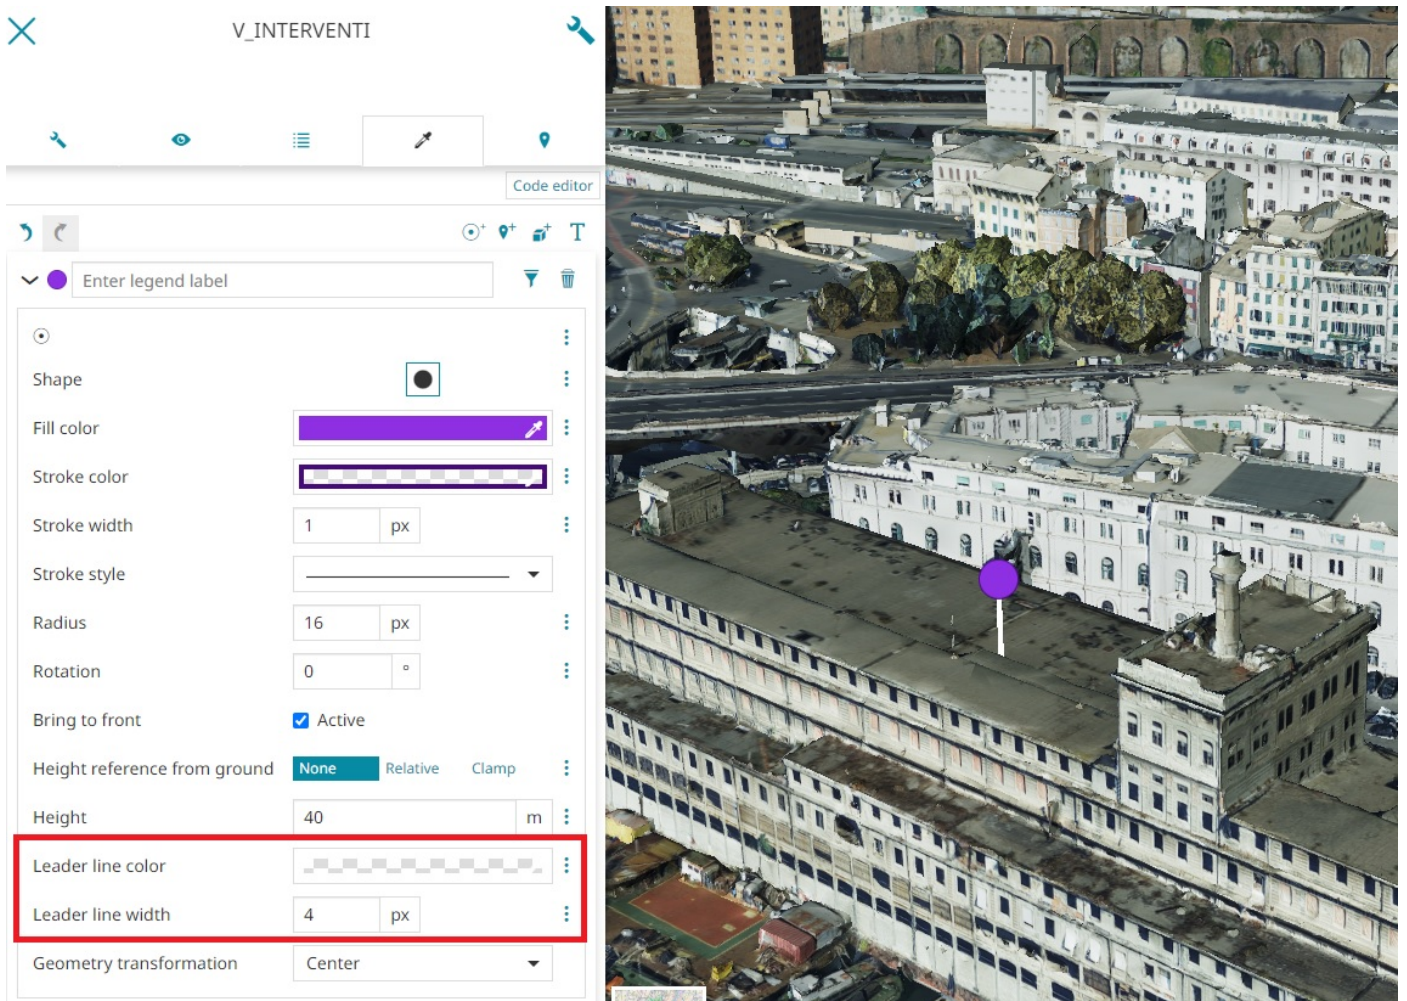 V_INTERVENTI
Code editor
T
Enter legend label
Shape
Fill color
Stroke color
Stroke width 1 px
Stroke style
Radius 16 px
Rotation 0 °
Bring to front Active
Height reference from ground None Relative Clamp
Height 40 m
Leader line color
Leader line width 4 px
Geometry transformation Center